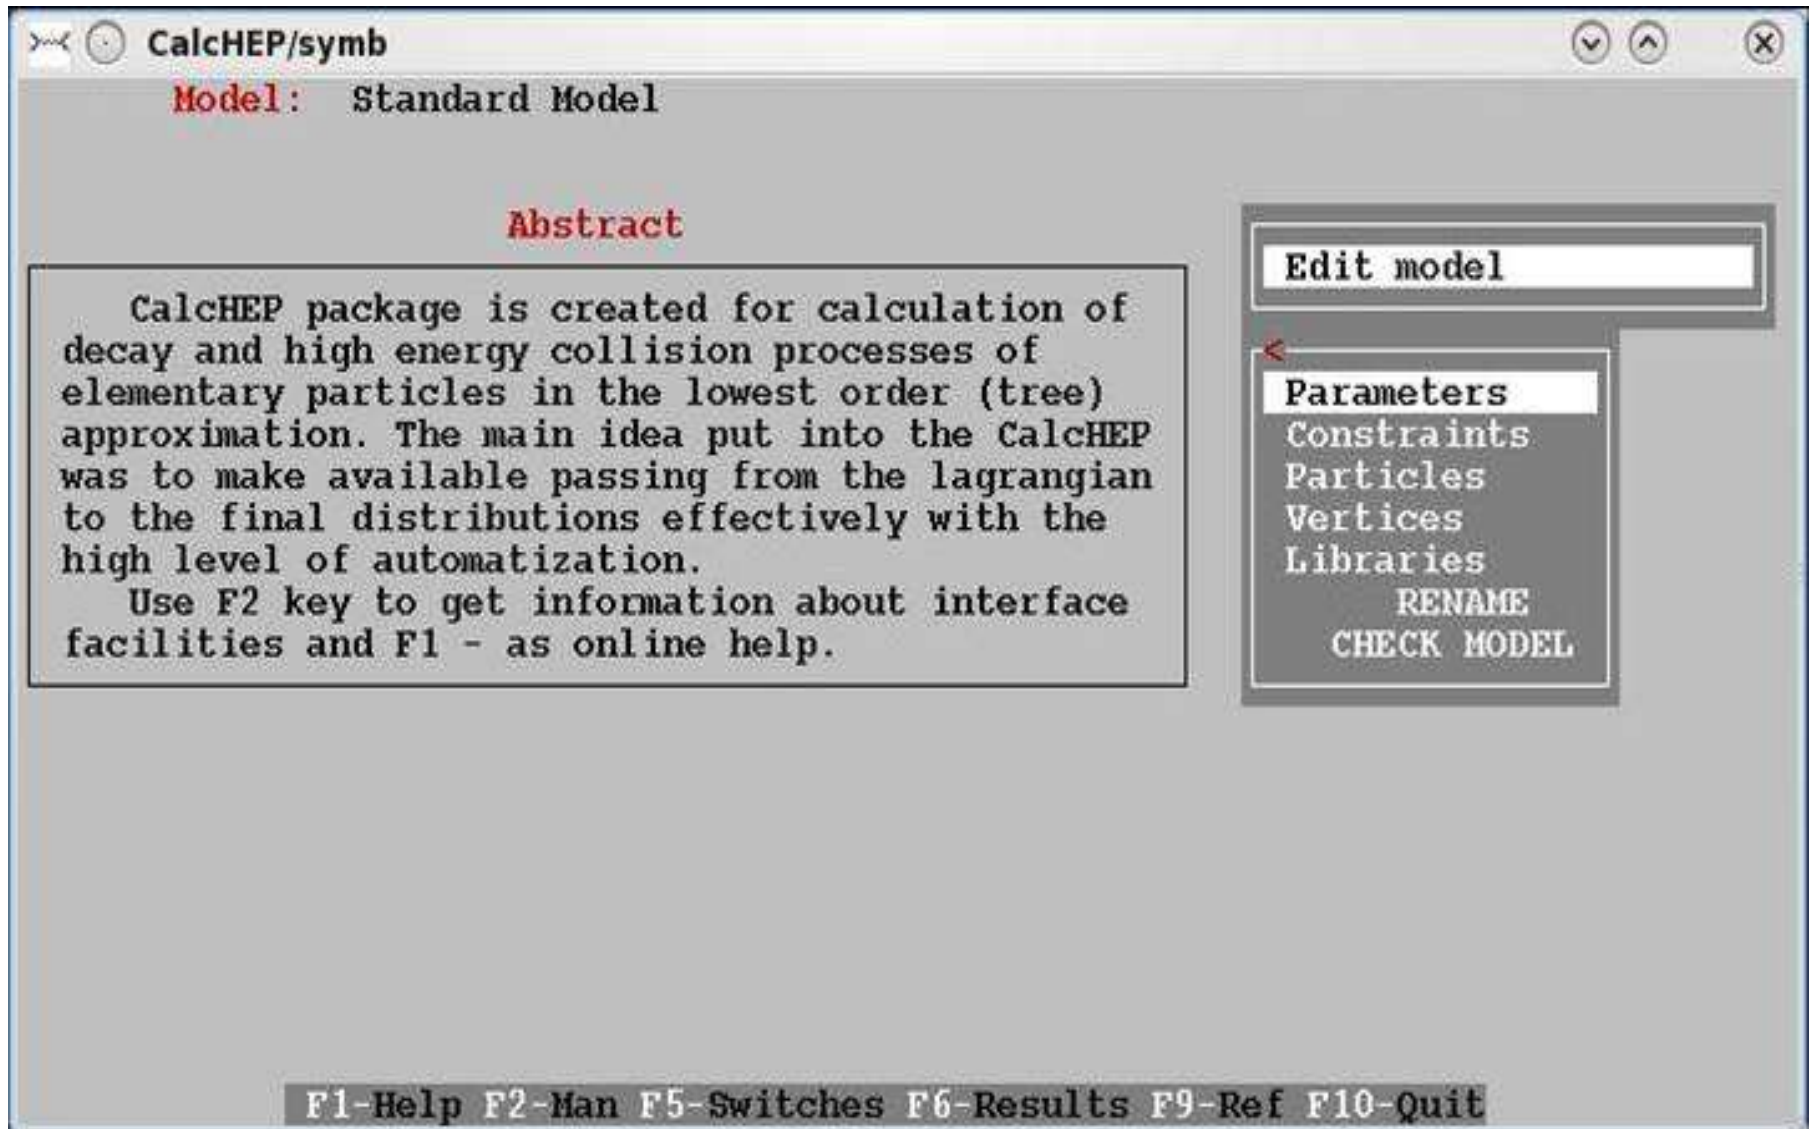 CalcHEP/symb
Model: Standard Model
Abstract
CalcHEP package is created for calculation of
decay and high energy collision processes of
elementary particles in the lowest order (tree)
approximation. The main idea put into the CalcHEP
was to make available passing from the lagrangian
to the final distributions effectively with the
high level of automatization.
Use F2 key to get information about interface
facilities and F1 - as online help.
Edit model
<
Parameters
Constraints
Particles
Vertices
Libraries
RENAME
CHECK MODEL
F1-Help F2-Man F5-Switches F6-Results F9-Ref F10-Quit